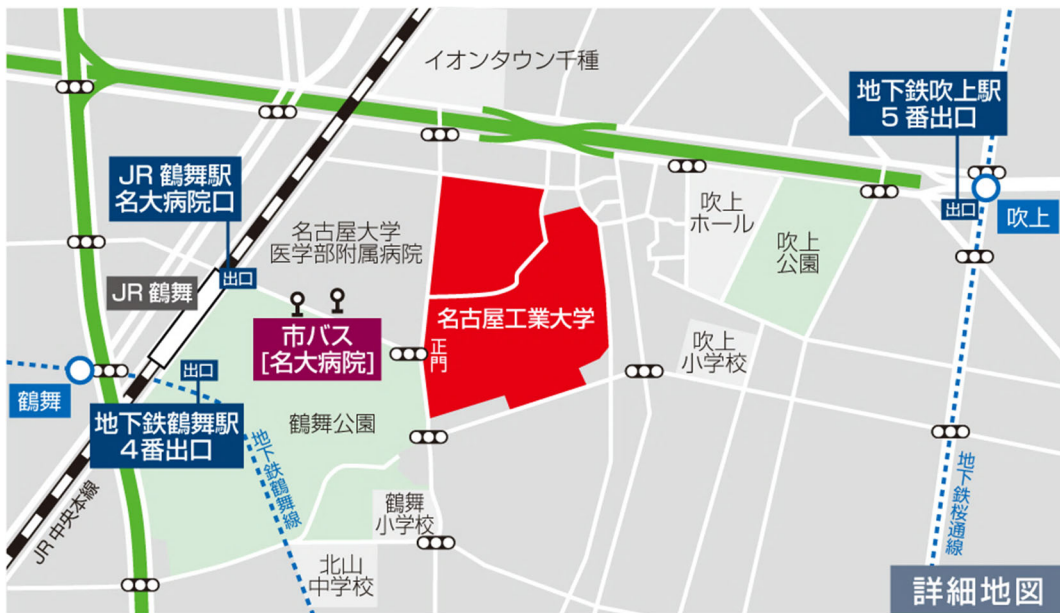 イオンタウン千種
地下鉄吹上駅
5番出口
JR 鶴舞駅
名大病院口
出口
吹上
ホール
吹上
公園
出口
吹上
名古屋大学
医学部附属病院
JR 鶴舞
市バス
[名大病院]
名古屋工業大学
正門
吹上
小学校
鶴舞
出口
地下鉄鶴舞駅
4番出口
鶴舞公園
地下鉄鶴舞線
地下鉄桜通線
JR 中央本線
鶴舞
小学校
北山
中学校
詳細地図